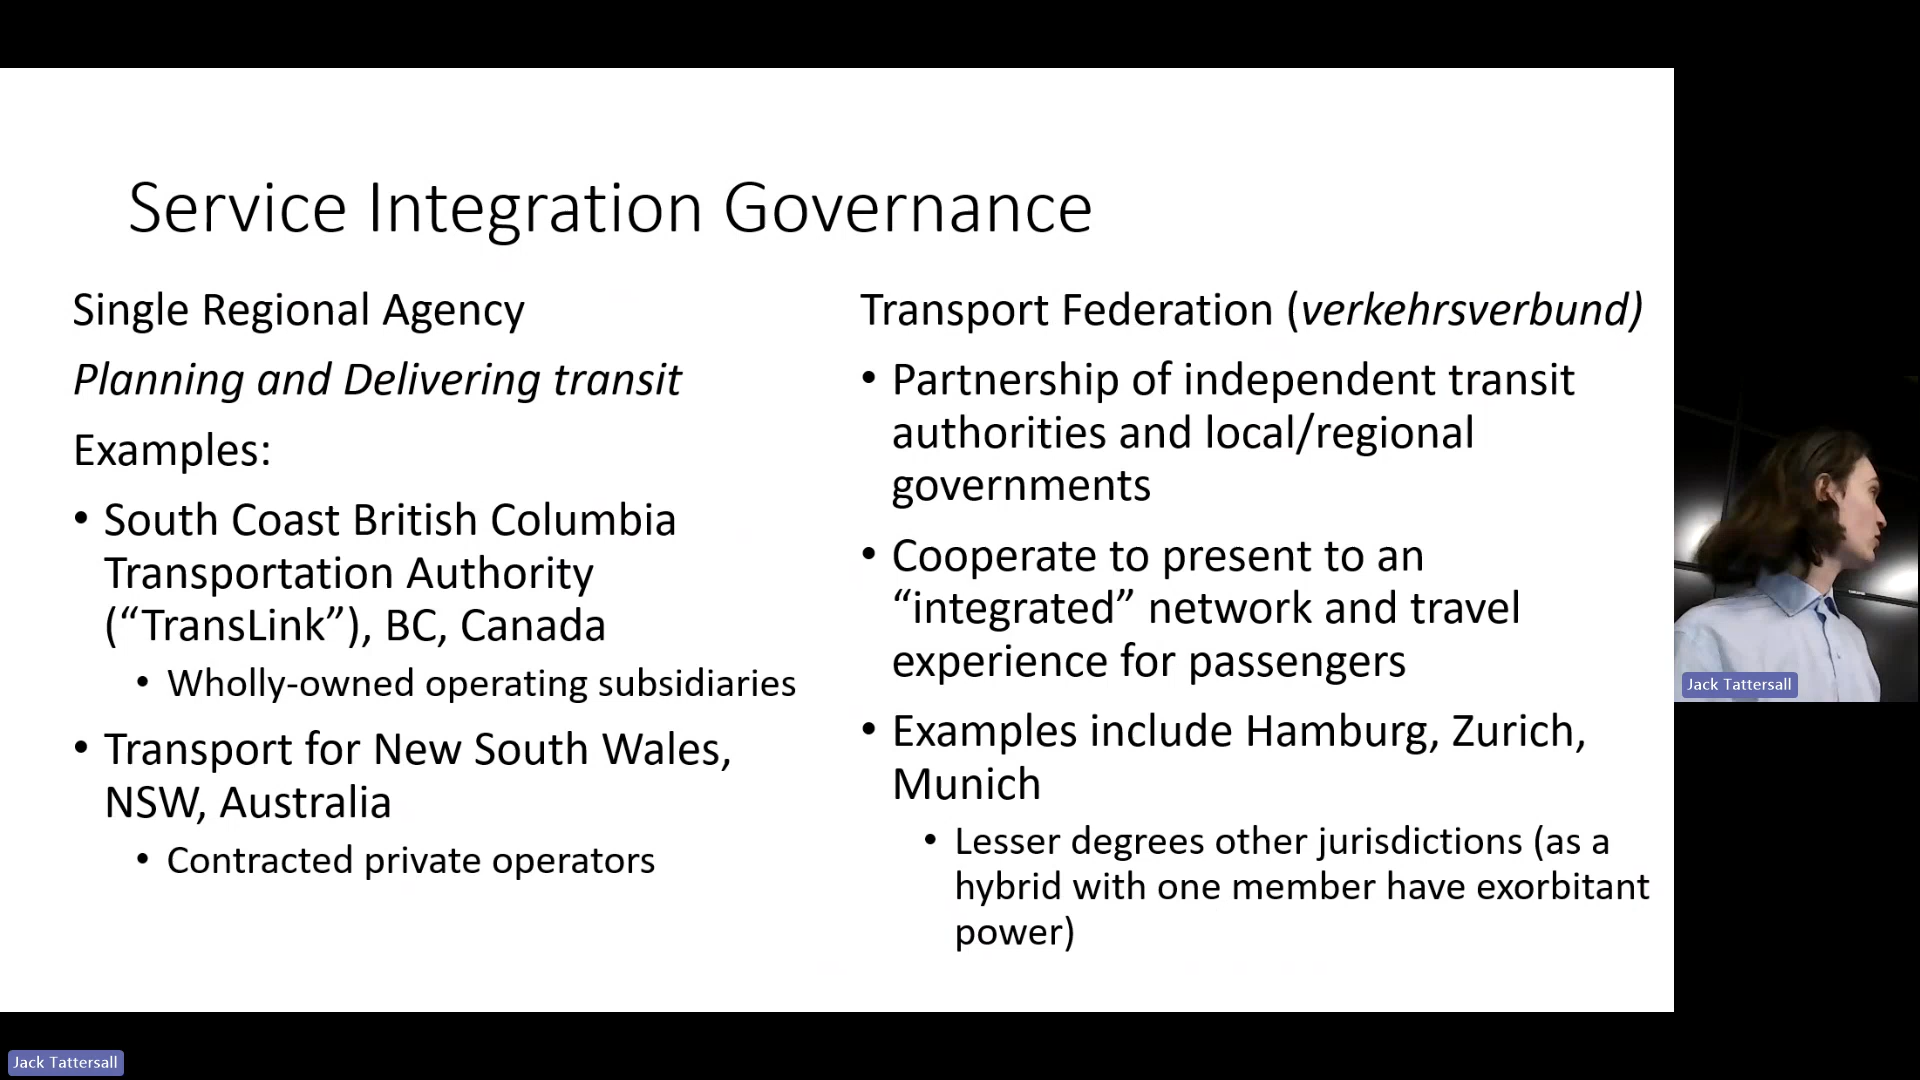 Service Integration Governance
Single Regional Agency
Planning and Delivering transit
Examples:
• South Coast British Columbia
Transportation Authority
(“TransLink”), BC, Canada
• Wholly-owned operating subsidiaries
• Transport for New South Wales,
NSW, Australia
• Contracted private operators
Transport Federation (verkehrsverbund)
• Partnership of independent transit
authorities and local/regional
governments
• Cooperate to present to an
“integrated” network and travel
experience for passengers
• Examples include Hamburg, Zurich,
Munich
• Lesser degrees other jurisdictions (as a
hybrid with one member have exorbitant
power)
Jack Tattersall
Jack Tattersall